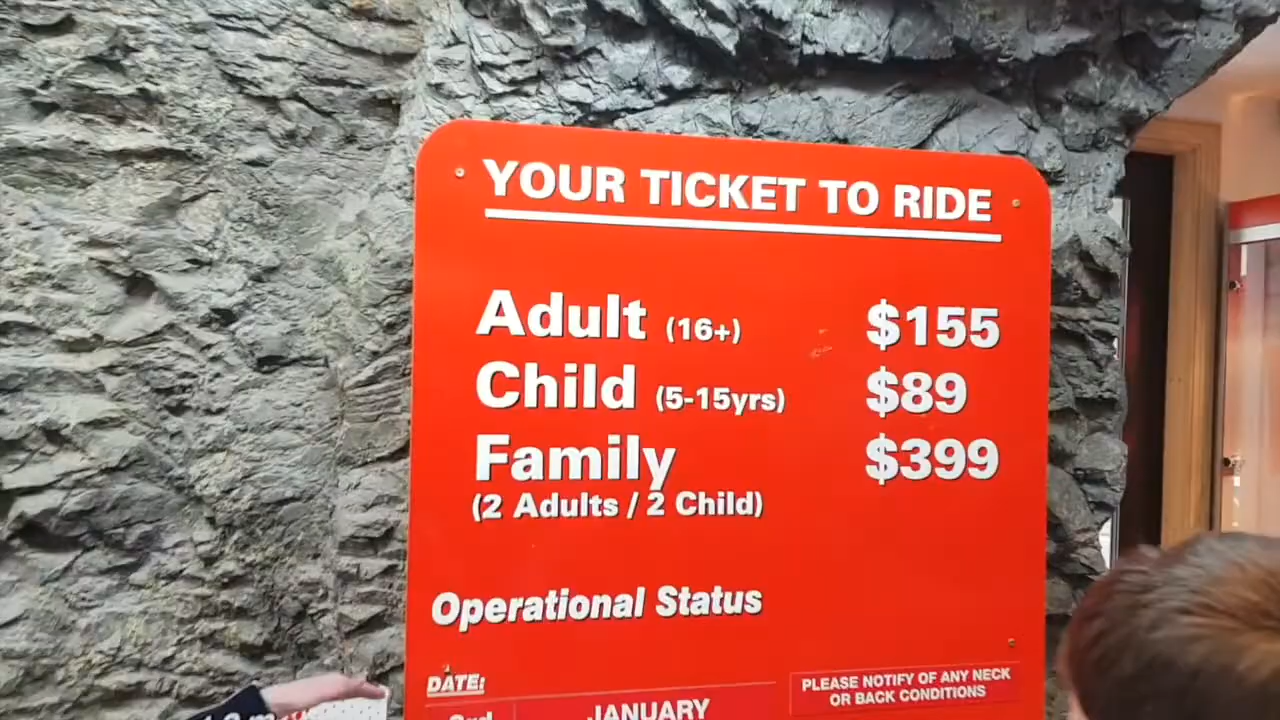 YOUR TICKET TO RIDE
Adult (16+) $155
Child (5-15yrs) $89
Family $399
(2 Adults / 2 Child)
Operational Status
DATE:
PLEASE NOTIFY OF ANY NECK
OR BACK CONDITIONS
JANUARY